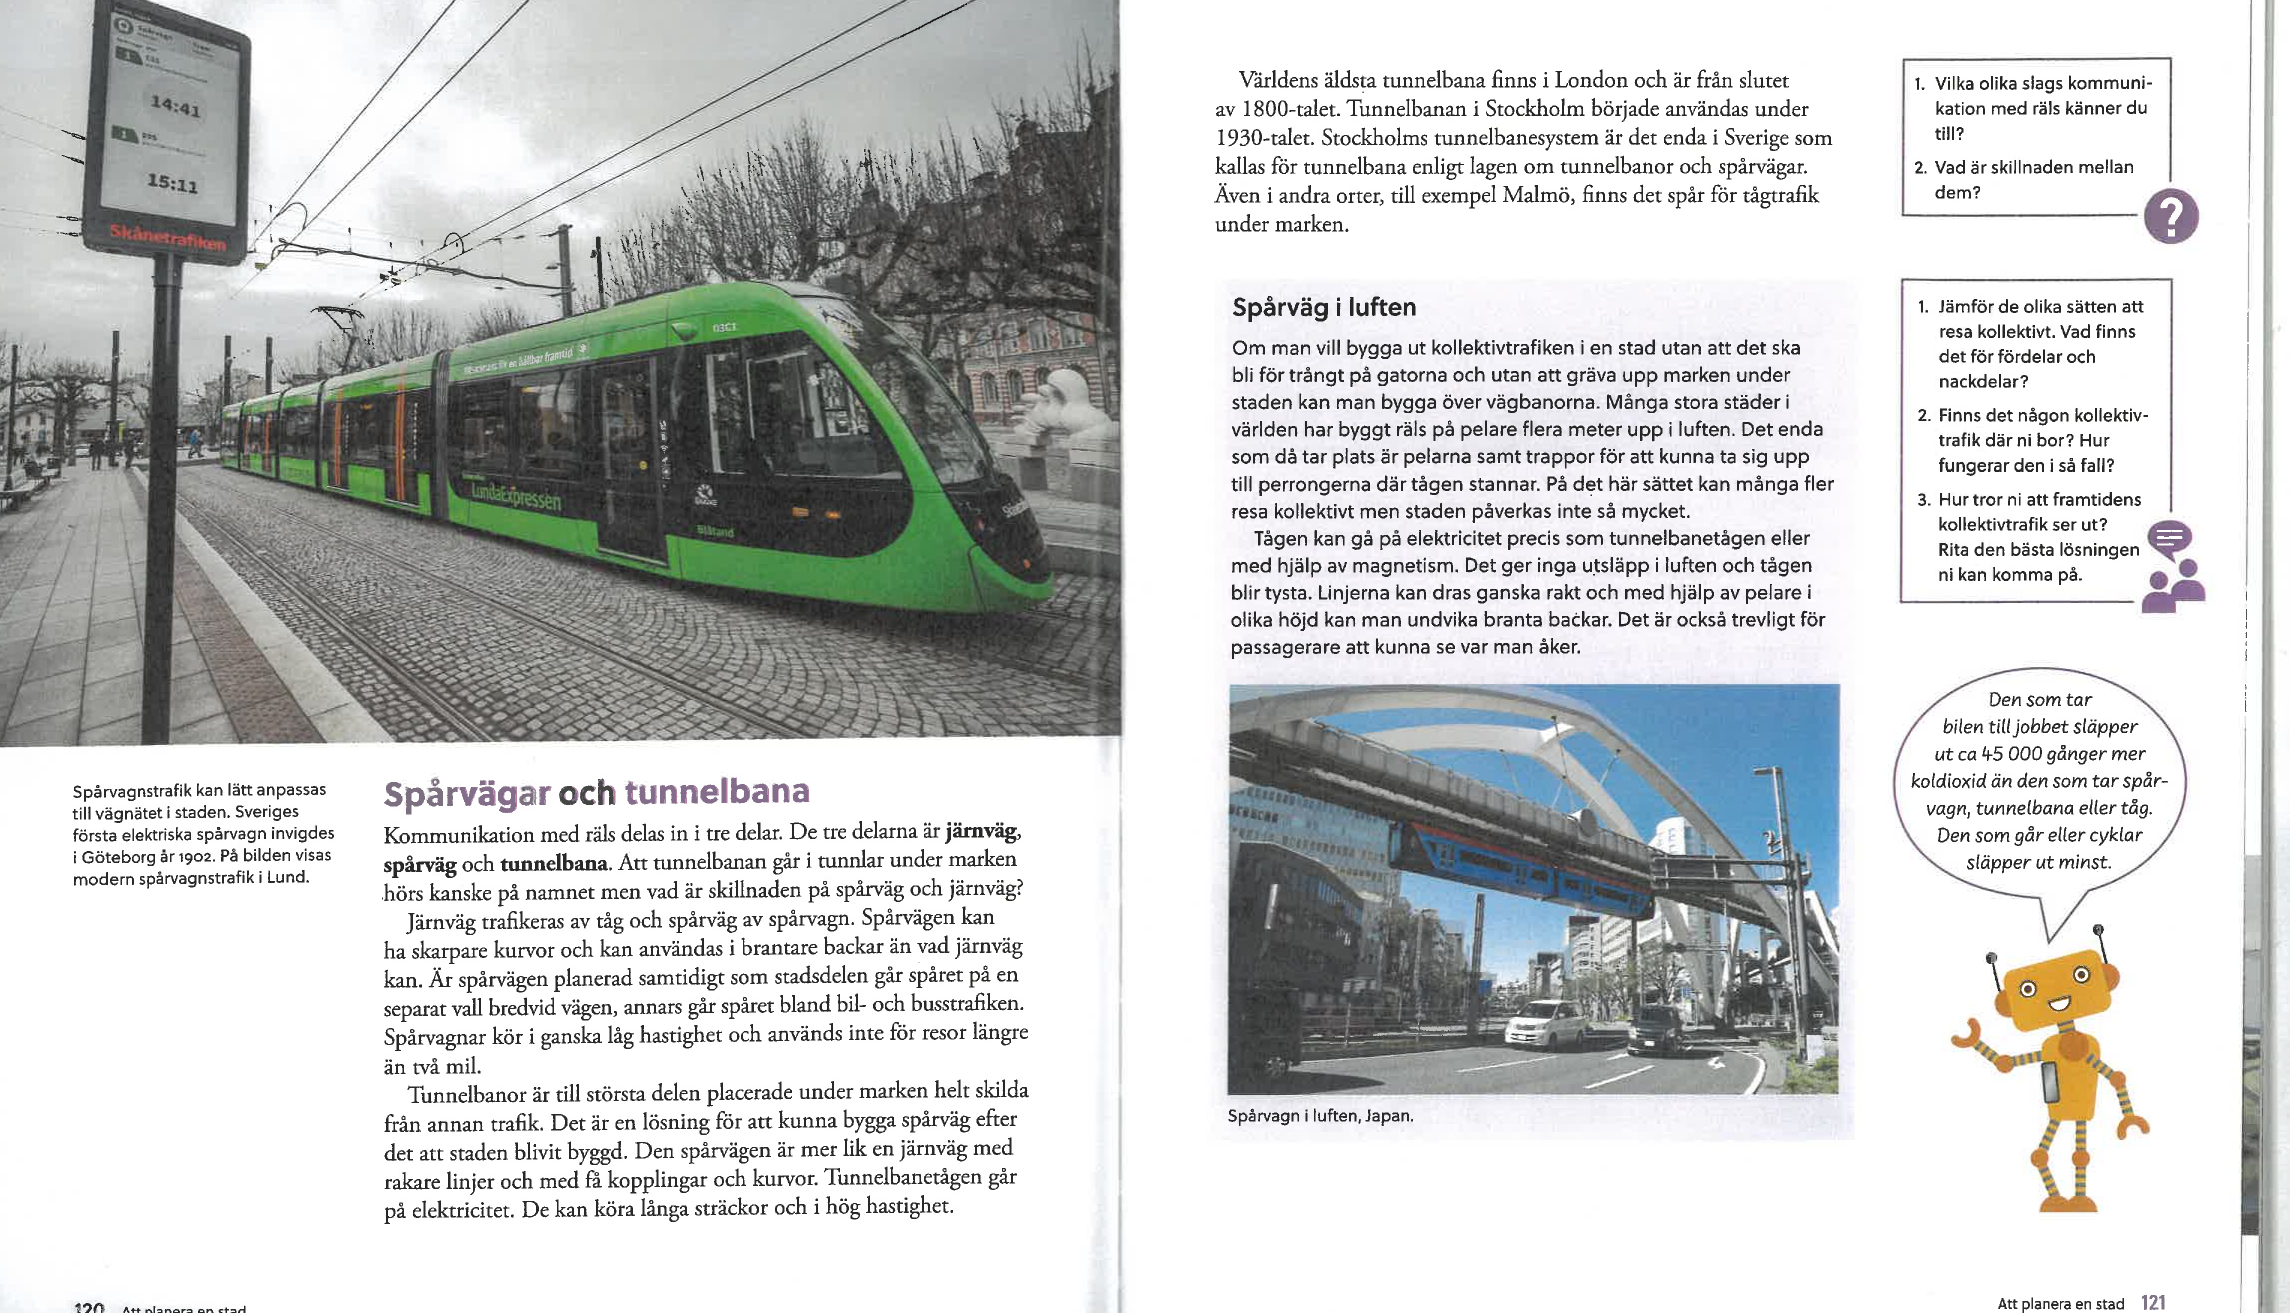 14:41
15:11
Skånetrafiken
03C1
LundaExpressen
Blåtand
Spårvagnstrafik kan lätt anpassas
till vägnätet i staden. Sveriges
första elektriska spårvagn invigdes
i Göteborg år 1902. På bilden visas
modern spårvagnstrafik i Lund.
Spårvägar och tunnelbana
Kommunikation med räls delas in i tre delar. De tre delarna är järnväg,
spårväg och tunnelbana. Att tunnelbanan går i tunnlar under marken
hörs kanske på namnet men vad är skillnaden på spårväg och järnväg?
Järnväg trafikeras av tåg och spårväg av spårvagn. Spårvägen kan
ha skarpare kurvor och kan användas i brantare backar än vad järnväg
kan. Är spårvägen planerad samtidigt som stadsdelen går spåret på en
separat vall bredvid vägen, annars går spåret bland bil- och busstrafiken.
Spårvagnar kör i ganska låg hastighet och används inte för resor längre
än två mil.
Tunnelbanor är till största delen placerade under marken helt skilda
från annan trafik. Det är en lösning för att kunna bygga spårväg efter
det att staden blivit byggd. Den spårvägen är mer lik en järnväg med
rakare linjer och med få kopplingar och kurvor. Tunnelbanetågen går
på elektricitet. De kan köra långa sträckor och i hög hastighet.
120 Att planera en stad
Världens äldsta tunnelbana finns i London och är från slutet
av 1800-talet. Tunnelbanan i Stockholm började användas under
1930-talet. Stockholms tunnelbanesystem är det enda i Sverige som
kallas för tunnelbana enligt lagen om tunnelbanor och spårvägar.
Även i andra orter, till exempel Malmö, finns det spår för tågtrafik
under marken.
Spårväg i luften
Om man vill bygga ut kollektivtrafiken i en stad utan att det ska
bli för trångt på gatorna och utan att gräva upp marken under
staden kan man bygga över vägbanorna. Många stora städer i
världen har byggt räls på pelare flera meter upp i luften. Det enda
som då tar plats är pelarna samt trappor för att kunna ta sig upp
till perrongerna där tågen stannar. På det här sättet kan många fler
resa kollektivt men staden påverkas inte så mycket.
Tågen kan gå på elektricitet precis som tunnelbanetågen eller
med hjälp av magnetism. Det ger inga utsläpp i luften och tågen
blir tysta. Linjerna kan dras ganska rakt och med hjälp av pelare i
olika höjd kan man undvika branta backar. Det är också trevligt för
passagerare att kunna se var man åker.
Spårvagn i luften, Japan.
1. Vilka olika slags kommuni-
kation med räls känner du
till?
2. Vad är skillnaden mellan
dem?
?
1. Jämför de olika sätten att
resa kollektivt. Vad finns
det för fördelar och
nackdelar?
2. Finns det någon kollektiv-
trafik där ni bor? Hur
fungerar den i så fall?
3. Hur tror ni att framtidens
kollektivtrafik ser ut?
Rita den bästa lösningen
ni kan komma på.
Den som tar
bilen till jobbet släpper
ut ca 45 000 gånger mer
koldioxid än den som tar spår-
vagn, tunnelbana eller tåg.
Den som går eller cyklar
släpper ut minst.
Att planera en stad 121